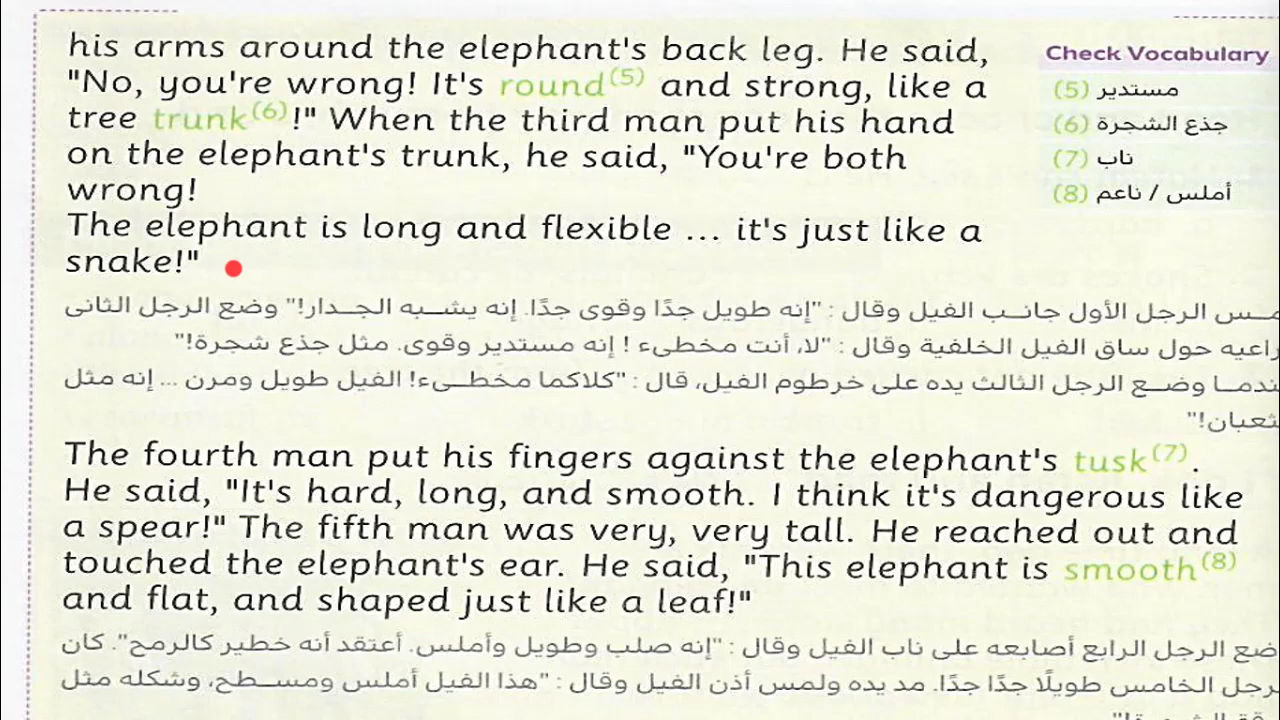 his arms around the elephant's back leg. He said,
"No, you're wrong! It's round(5) and strong, like a
tree trunk(6)!" When the third man put his hand
on the elephant's trunk, he said, "You're both
wrong!
The elephant is long and flexible ... it's just like a
snake!"
Check Vocabulary
(5) مستدير
(6) جذع الشجرة
(7) ناب
(8) أملس / ناعم
الرجل الأول جانب الفيل وقال : "إنه طويل جدًا وقوى جدًا. إنه يشبه الجدار!" وضع الرجل الثانى
حول ساق الفيل الخلفية وقال : "لا، أنت مخطىء ! إنه مستدير وقوى. مثل جذع شجرة!"
وضع الرجل الثالث يده على خرطوم الفيل، قال : "كلاكما مخطىء! الفيل طويل ومرن ... إنه مثل
The fourth man put his fingers against the elephant's tusk(7).
He said, "It's hard, long, and smooth. I think it's dangerous like
a spear!" The fifth man was very, very tall. He reached out and
touched the elephant's ear. He said, "This elephant is smooth(8)
and flat, and shaped just like a leaf!"
الرجل الرابع أصابعه على ناب الفيل وقال : "إنه صلب وطويل وأملس. أعتقد أنه خطير كالرمح". كان
الخامس طويلًا جدًا جدًا. مد يده ولمس أذن الفيل وقال : "هذا الفيل أملس ومسطح، وشكله مثل